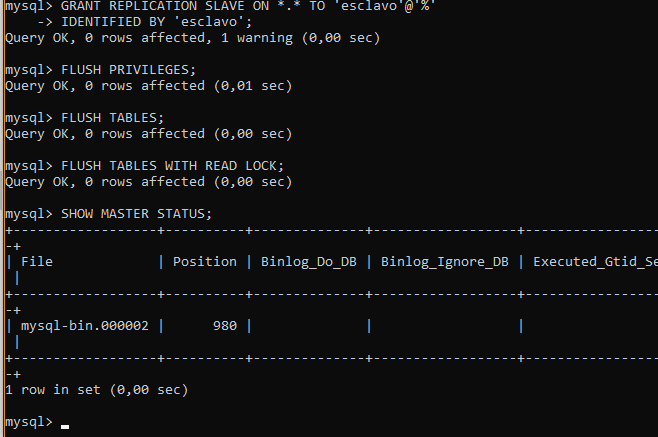 mysql> GRANT REPLICATION SLAVE ON *.* TO 'esclavo'@'%'
    -> IDENTIFIED BY 'esclavo';
Query OK, 0 rows affected, 1 warning (0,00 sec)
mysql> FLUSH PRIVILEGES;
Query OK, 0 rows affected (0,01 sec)
mysql> FLUSH TABLES;
Query OK, 0 rows affected (0,00 sec)
mysql> FLUSH TABLES WITH READ LOCK;
Query OK, 0 rows affected (0,00 sec)
mysql> SHOW MASTER STATUS;
+------------------+----------+--------------+------------------+-----------------
-+
| File             | Position | Binlog_Do_DB | Binlog_Ignore_DB | Executed_Gtid_Se
 |
+------------------+----------+--------------+------------------+-----------------
-+
| mysql-bin.000002 |      980 |              |                  |
 |
+------------------+----------+--------------+------------------+-----------------
-+
1 row in set (0,00 sec)
mysql>